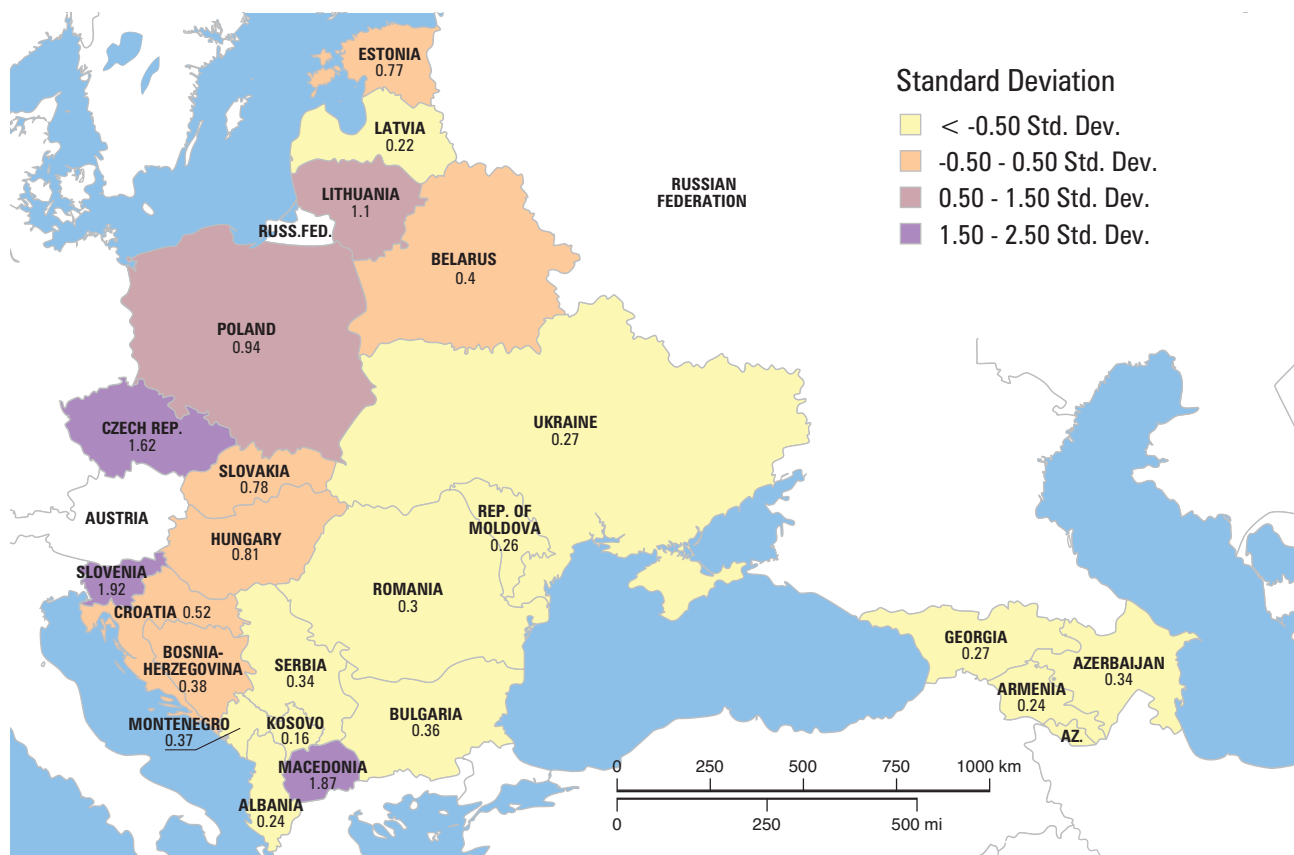 ESTONIA
0.77
LATVIA
0.22
LITHUANIA
1.1
RUSS.FED.
RUSSIAN
FEDERATION
BELARUS
0.4
POLAND
0.94
CZECH REP.
1.62
SLOVAKIA
0.78
UKRAINE
0.27
AUSTRIA
HUNGARY
0.81
REP. OF
MOLDOVA
0.26
SLOVENIA
1.92
ROMANIA
0.3
CROATIA 0.52
BOSNIA-
HERZEGOVINA
0.38
SERBIA
0.34
MONTENEGRO
0.37
KOSOVO
0.16
BULGARIA
0.36
MACEDONIA
1.87
ALBANIA
0.24
GEORGIA
0.27
AZERBAIJAN
0.34
ARMENIA
0.24
AZ.
Standard Deviation
< -0.50 Std. Dev.
-0.50 - 0.50 Std. Dev.
0.50 - 1.50 Std. Dev.
1.50 - 2.50 Std. Dev.
0 250 500 750 1000 km
0 250 500 mi